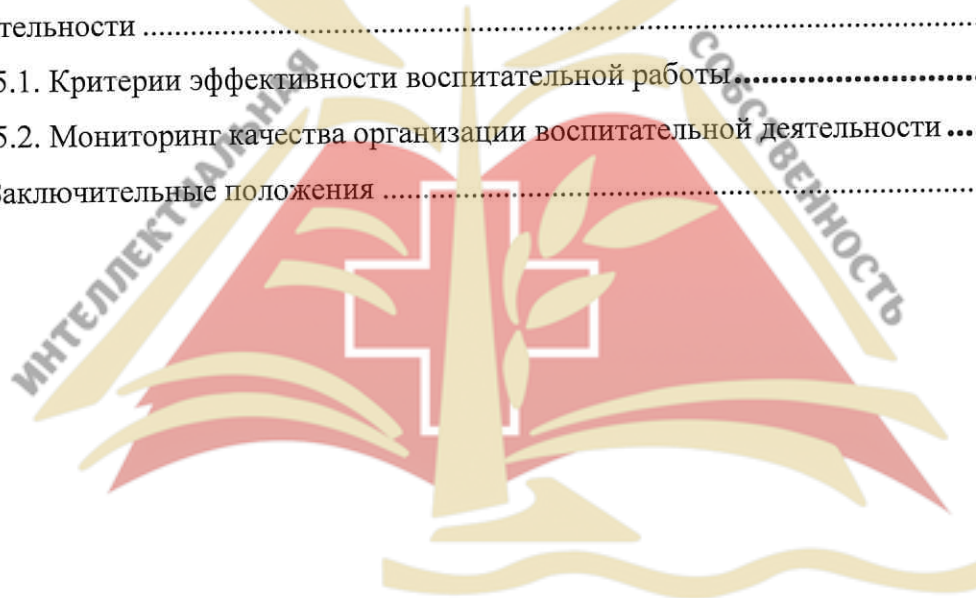 тельности ........................................................................
5.1. Критерии эффективности воспитательной работы..........................
5.2. Мониторинг качества организации воспитательной деятельности ...
Заключительные положения ........................................................................
ИНТЕЛЛЕКТУАЛЬНАЯ
СОБСТВЕННОСТЬ